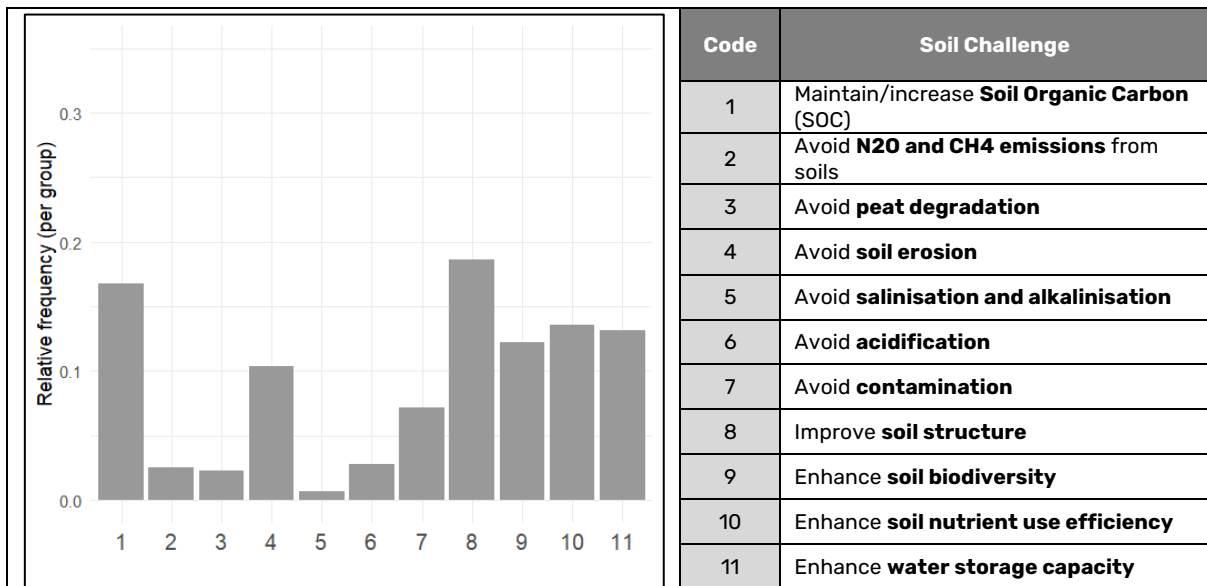 Relative frequency (per group)
0.3
0.2
0.1
0.0
1 2 3 4 5 6 7 8 9 10 11
Code Soil Challenge
1 Maintain/increase Soil Organic Carbon
(SOC)
2 Avoid N2O and CH4 emissions from
soils
3 Avoid peat degradation
4 Avoid soil erosion
5 Avoid salinisation and alkalinisation
6 Avoid acidification
7 Avoid contamination
8 Improve soil structure
9 Enhance soil biodiversity
10 Enhance soil nutrient use efficiency
11 Enhance water storage capacity